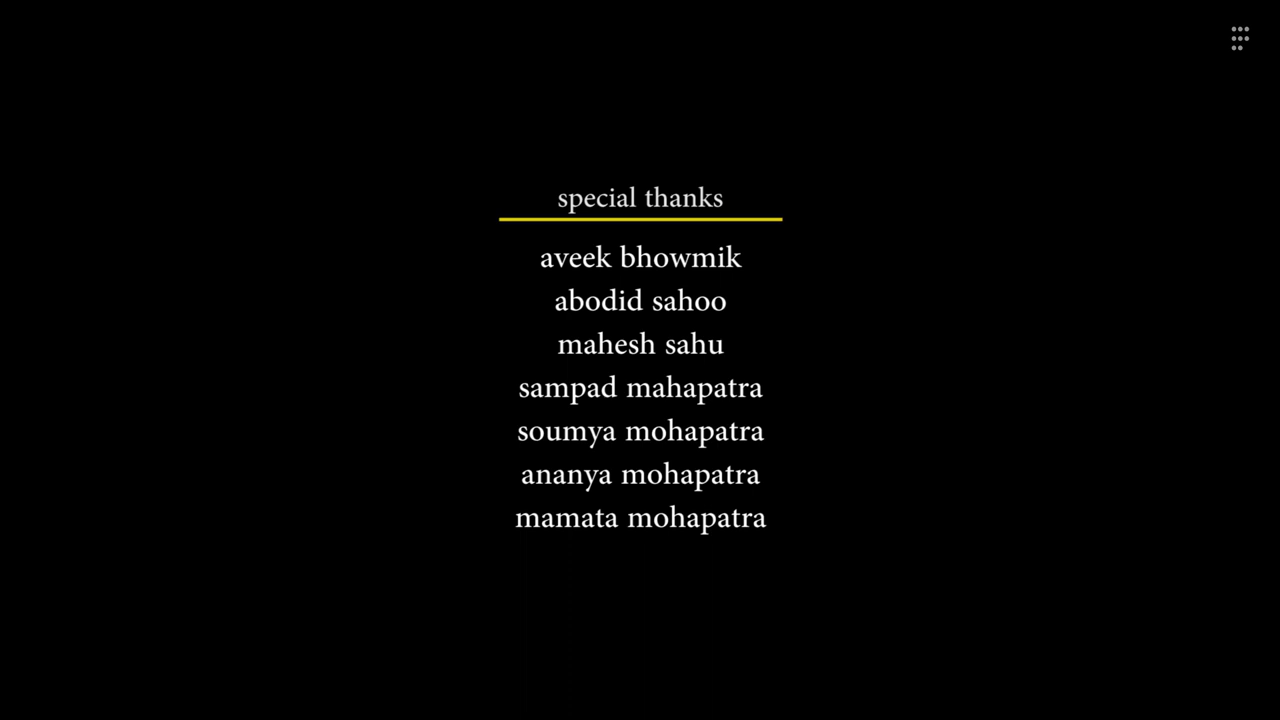 special thanks
aveek bhowmik
abodid sahoo
mahesh sahu
sampad mahapatra
soumya mohapatra
ananya mohapatra
mamata mohapatra